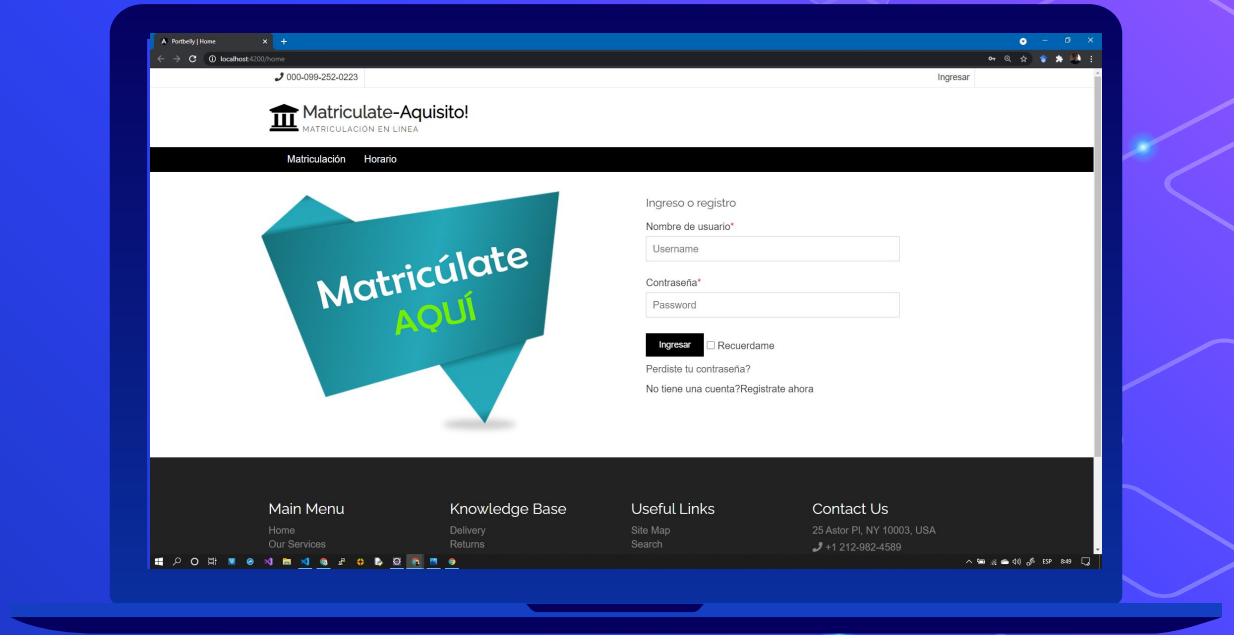 Portbelly | Home
localhost:4200/home
000-099-252-0223
Ingresar
Matriculate-Aquisito!
MATRICULACIÓN EN LINEA
Matriculación Horario
Matricúlate
AQUÍ
Ingreso o registro
Nombre de usuario*
Username
Contraseña*
Password
Ingresar Recuerdame
Perdiste tu contraseña?
No tiene una cuenta?Registrate ahora
Main Menu
Home
Our Services
Knowledge Base
Delivery
Returns
Useful Links
Site Map
Search
Contact Us
25 Astor Pl, NY 10003, USA
+1 212-982-4589
ESP 8:49